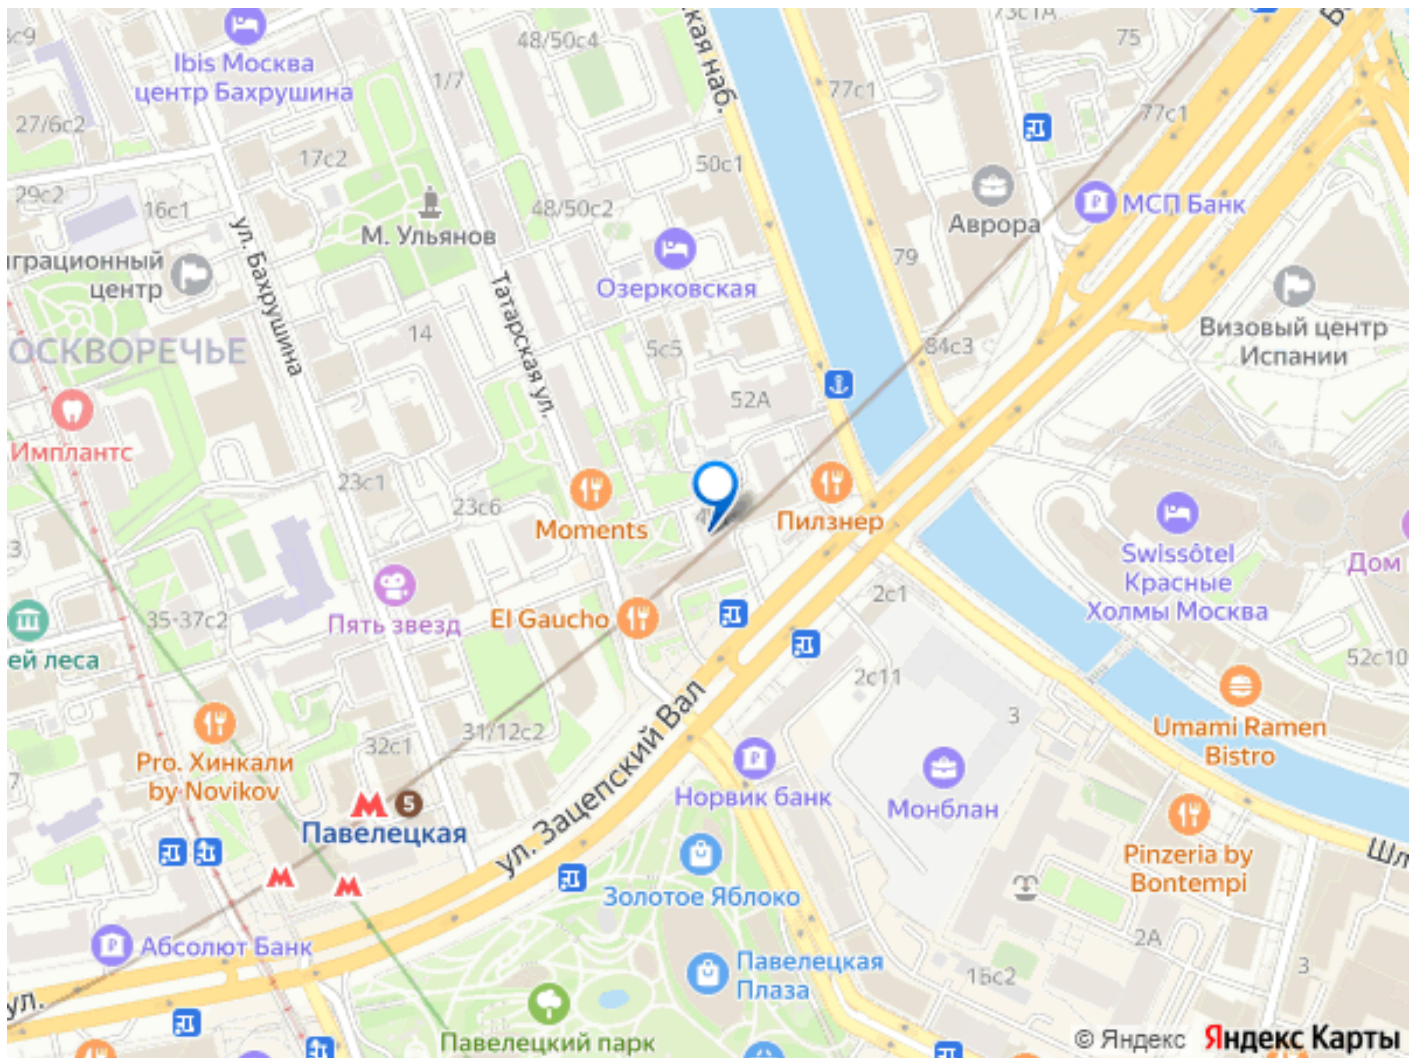 73с1А
75
48/50с4
Ibis Москва
центр Бахрушина
1/7
77с1
77с1
27/6с2
кая наб.
17с2
50с1
29с2
16с1
48/50с2
М. Ульянов
Аврора
МСП Банк
ул. Бахрушина
играционный
центр
79
Озерковская
Татарская ул.
Визовый центр
Испании
14
5с5
84с3
ОСКВОРЕЧЬЕ
52А
Имплантс
23с1
23с6
Moments
Пилзнер
Swissôtel
Красные
Холмы Москва
Дом
3
35-37с2
Пять звезд
El Gaucho
2с1
ей леса
52с10
2с11
3
ул. Зацепский Вал
Umami Ramen
Bistro
31/12с2
32с1
Pro. Хинкали
by Novikov
7
5
Павелецкая
Норвик банк
Монблан
Золотое Яблоко
Pinzeria by
Bontempi
Шл
Абсолют Банк
2А
Павелецкая
Плаза
1Бс2
3
ул.
Павелецкий парк
© Яндекс Яндекс Карты